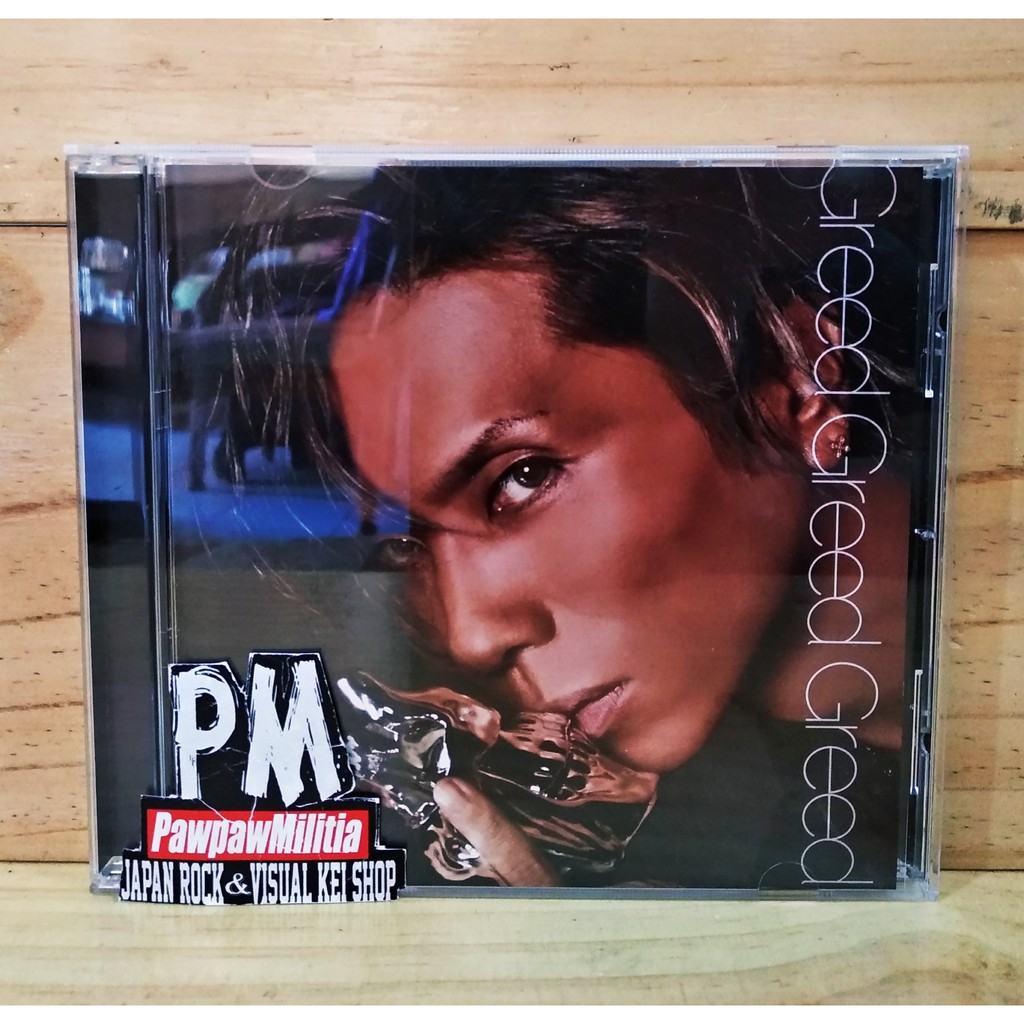 Greed Greed Greed
PM
PawpawMilitia
JAPAN ROCK & VISUAL KEI SHOP